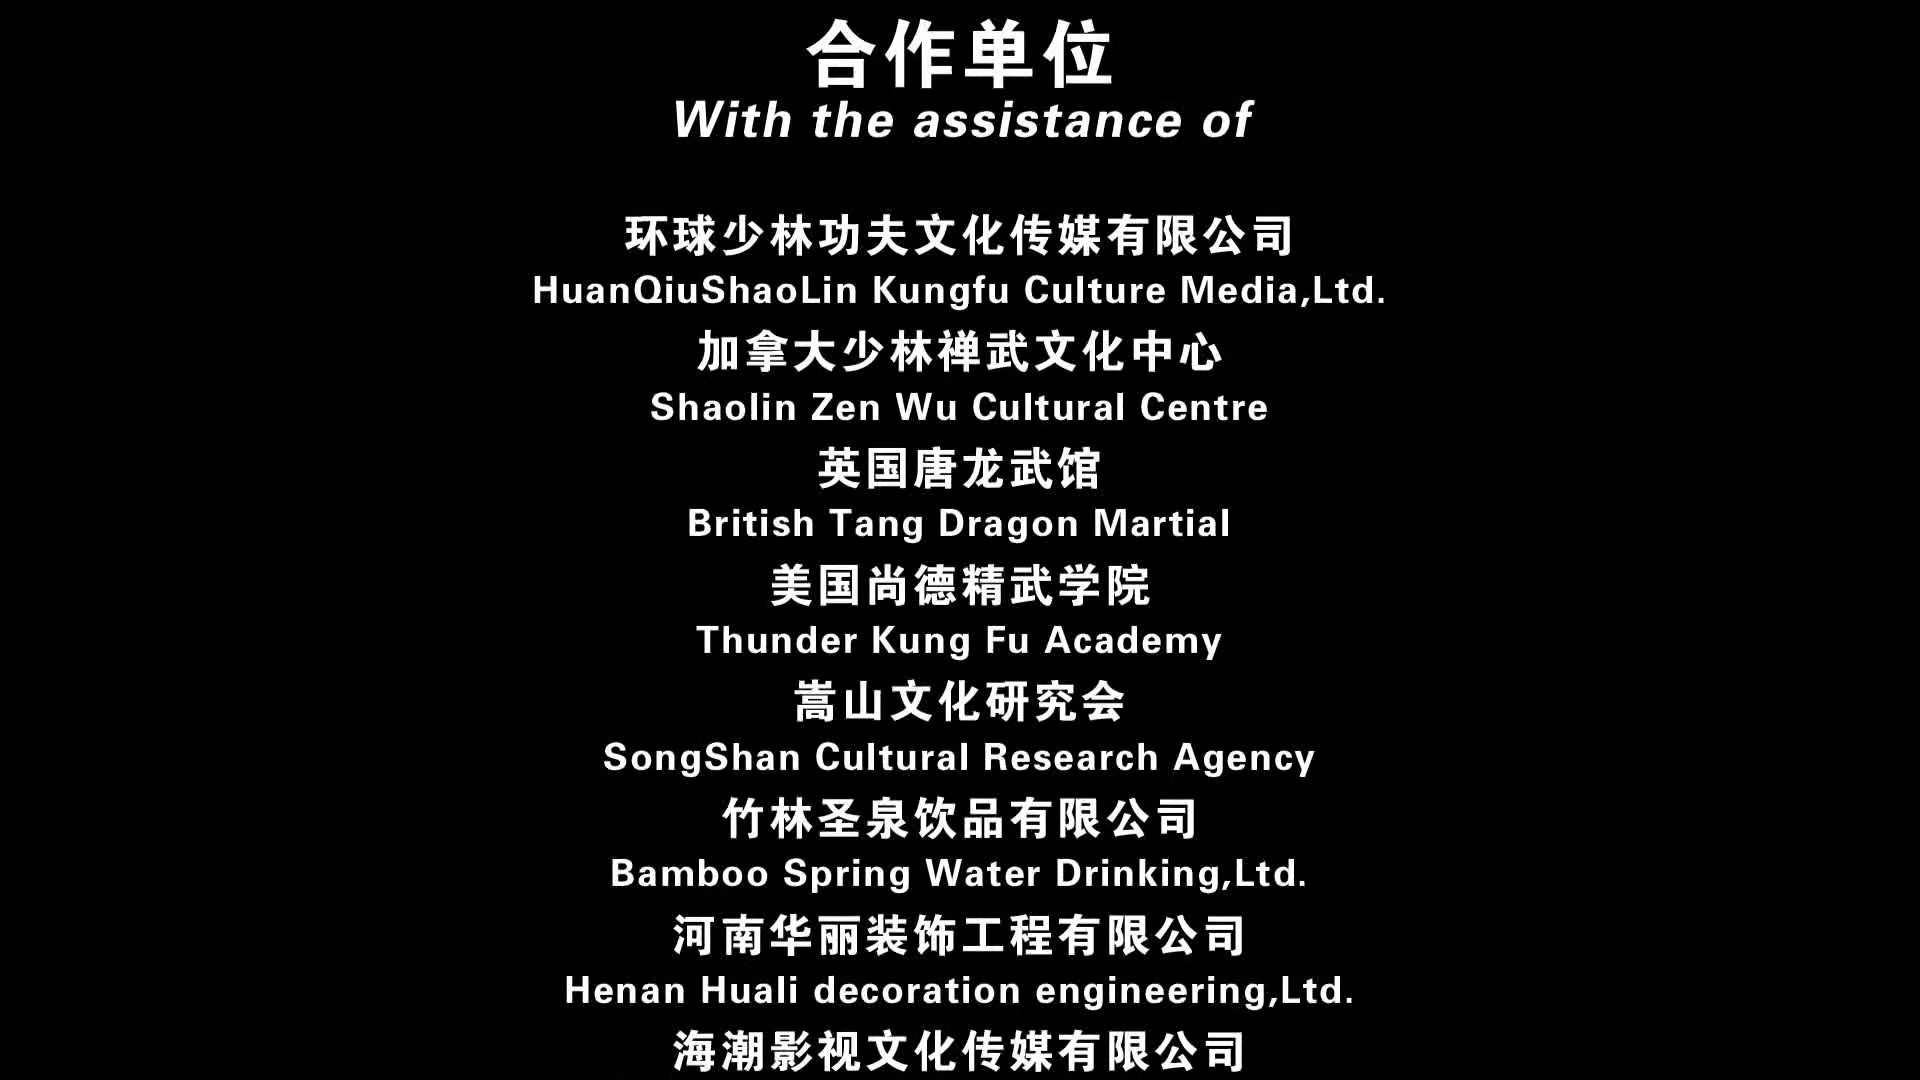 合作单位
With the assistance of
环球少林功夫文化传媒有限公司
HuanQiuShaoLin Kungfu Culture Media,Ltd.
加拿大少林禅武文化中心
Shaolin Zen Wu Cultural Centre
英国唐龙武馆
British Tang Dragon Martial
美国尚德精武学院
Thunder Kung Fu Academy
嵩山文化研究会
SongShan Cultural Research Agency
竹林圣泉饮品有限公司
Bamboo Spring Water Drinking,Ltd.
河南华丽装饰工程有限公司
Henan Huali decoration engineering,Ltd.
海潮影视文化传媒有限公司